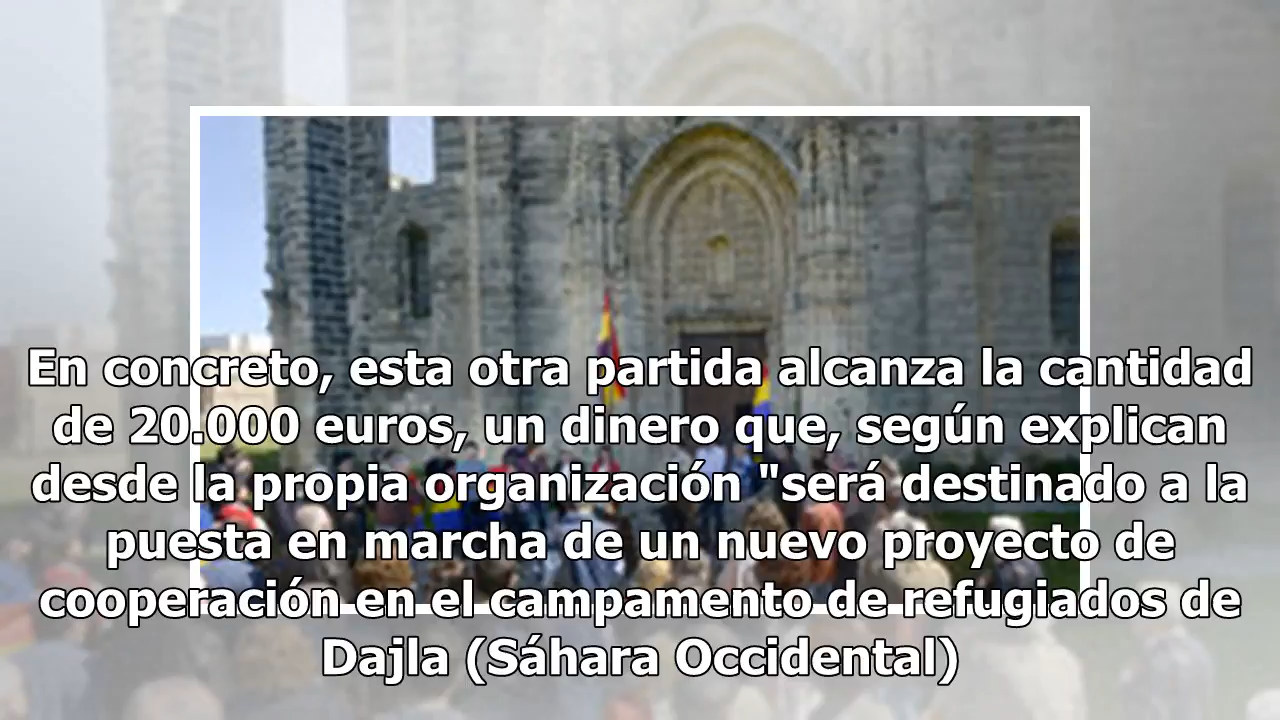 En concreto, esta otra partida alcanza la cantidad
de 20.000 euros, un dinero que, según explican
desde la propia organización "será destinado a la
puesta en marcha de un nuevo proyecto de
cooperación en el campamento de refugiados de
Dajla (Sáhara Occidental)